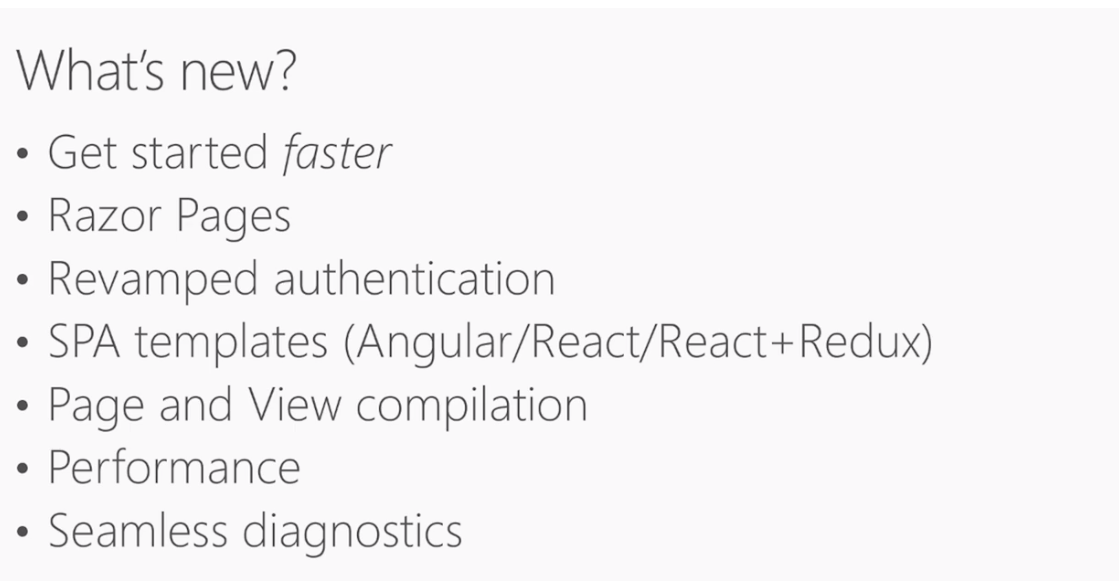 What's new?
• Get started faster
• Razor Pages
• Revamped authentication
• SPA templates (Angular/React/React+Redux)
• Page and View compilation
• Performance
• Seamless diagnostics